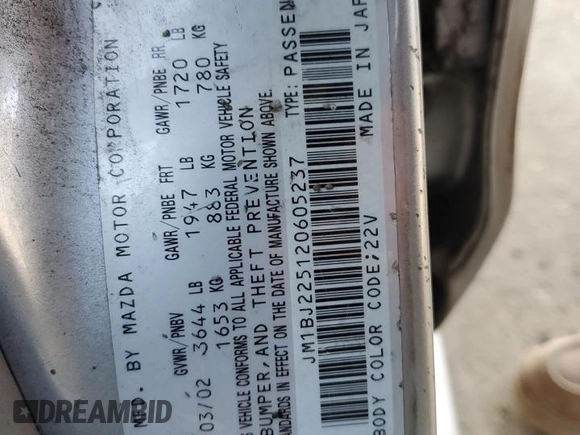 MFD. BY MAZDA MOTOR CORPORATION
GVWR/PNBV GAWR/PNBE FRT GAWR/PNBE RR
03/02 3644 LB 1947 LB 1720 LB
1653 KG 883 KG 780 KG
VEHICLE CONFORMS TO ALL APPLICABLE FEDERAL MOTOR VEHICLE SAFETY
BUMPER, AND THEFT PREVENTION
IN EFFECT ON THE DATE OF MANUFACTURE SHOWN ABOVE.
JM1BJ225120605237 TYPE:
BODY COLOR CODE;22V MADE IN
DREAMBID